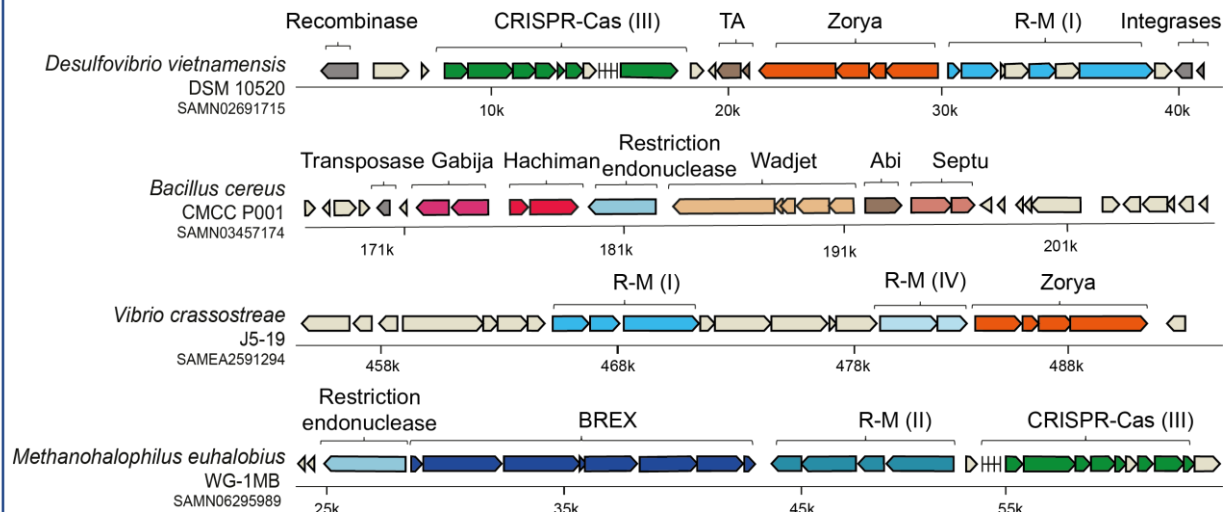 Recombinase CRISPR-Cas (III) TA Zorya R-M (I) Integrases
Desulfovibrio vietnamensis
DSM 10520
SAMN02691715
10k 20k 30k 40k
Restriction
Transposase Gabija Hachiman endonuclease Wadjet Abi Septu
Bacillus cereus
CMCC P001
SAMN03457174
171k 181k 191k 201k
R-M (I) R-M (IV) Zorya
Vibrio crassostreae
J5-19
SAMEA2591294
458k 468k 478k 488k
Restriction
endonuclease BREX R-M (II) CRISPR-Cas (III)
Methanohalophilus euhalobius
WG-1MB
SAMN06295989
25k 35k 45k 55k